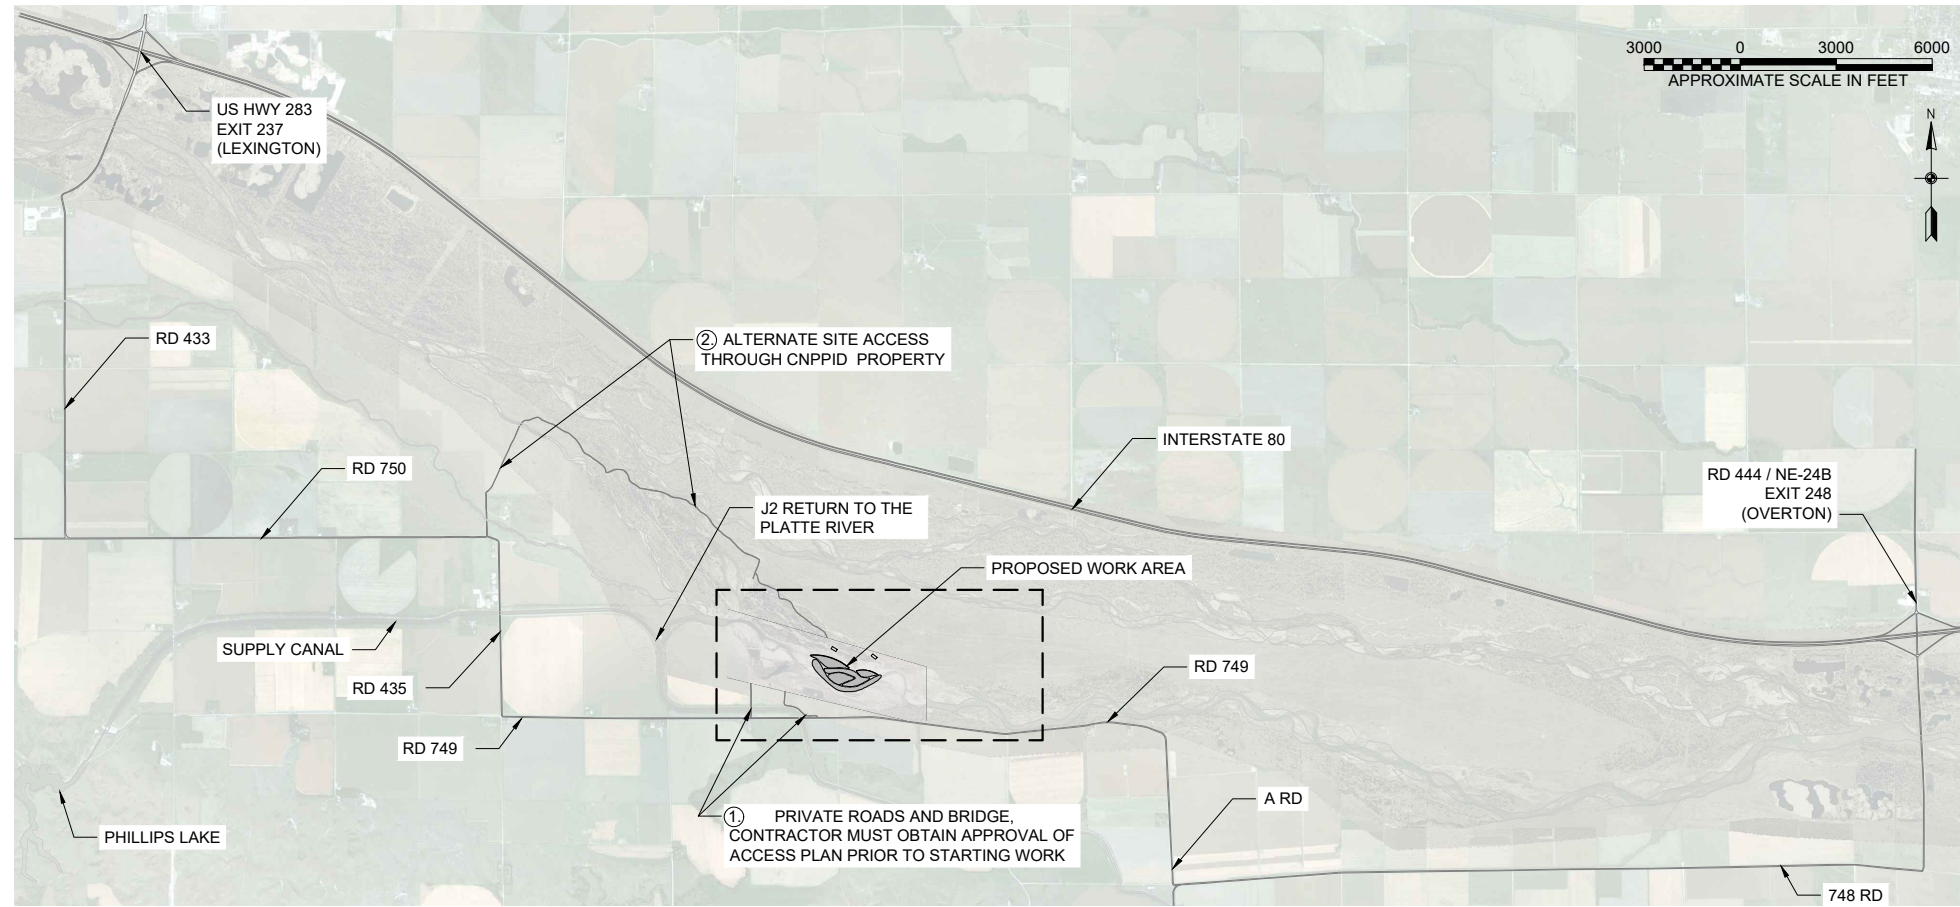 3000 0 3000 6000
APPROXIMATE SCALE IN FEET
N
US HWY 283
EXIT 237
(LEXINGTON)
RD 433
2. ALTERNATE SITE ACCESS
THROUGH CNPPID PROPERTY
INTERSTATE 80
RD 750
RD 444 / NE-24B
EXIT 248
(OVERTON)
J2 RETURN TO THE
PLATTE RIVER
PROPOSED WORK AREA
SUPPLY CANAL
RD 435
RD 749
RD 749
A RD
1. PRIVATE ROADS AND BRIDGE,
CONTRACTOR MUST OBTAIN APPROVAL OF
ACCESS PLAN PRIOR TO STARTING WORK
PHILLIPS LAKE
748 RD